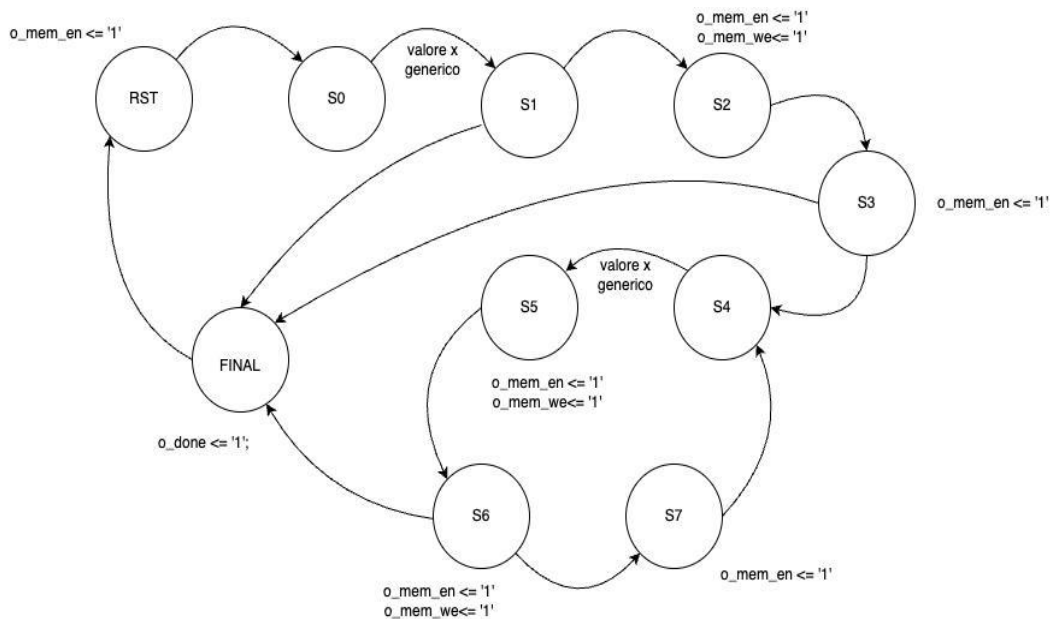 o_mem_en <= '1'
RST
S0
valore x
generico
S1
o_mem_en <= '1'
o_mem_we<= '1'
S2
S3
o_mem_en <= '1'
valore x
generico
S5
S4
o_mem_en <= '1'
o_mem_we<= '1'
FINAL
o_done <= '1';
S6
S7
o_mem_en <= '1'
o_mem_we<= '1'
o_mem_en <= '1'